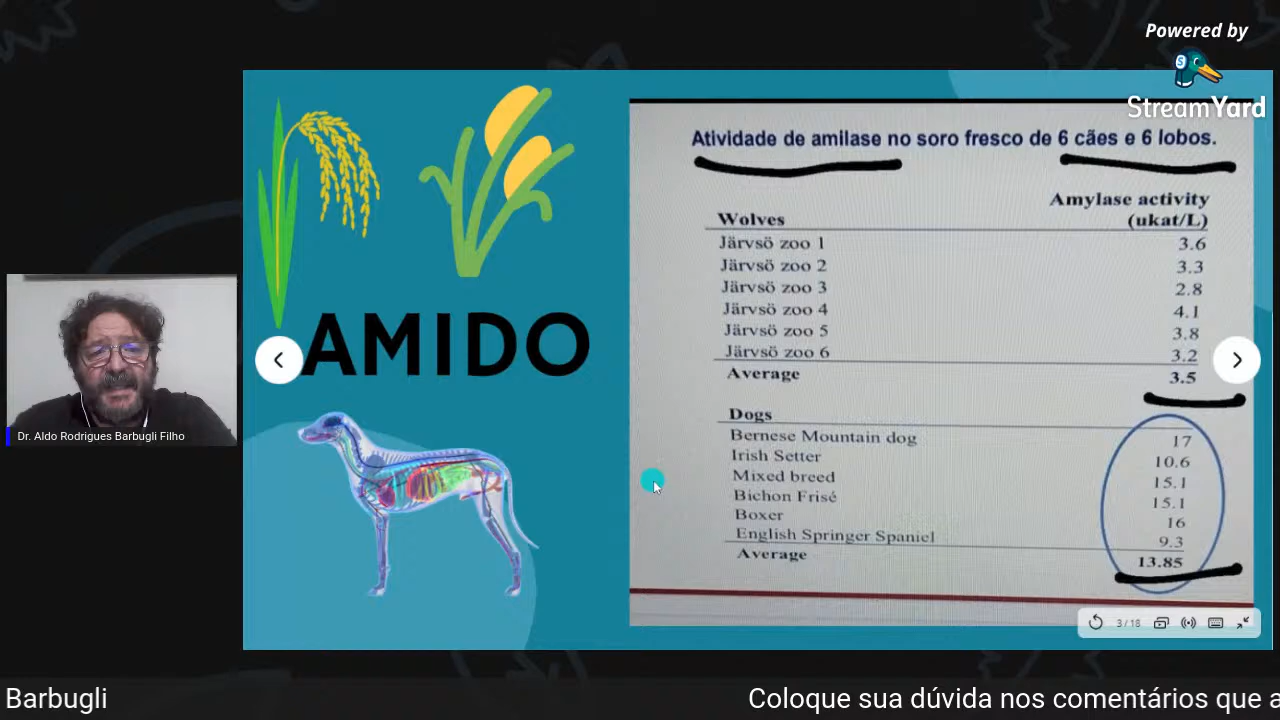 Powered by
StreamYard
Atividade de amilase no soro fresco de 6 cães e 6 lobos.
Amylase activity
Wolves (ukat/L)
Järvsö zoo 1 3.6
Järvsö zoo 2 3.3
Järvsö zoo 3 2.8
Järvsö zoo 4 4.1
Järvsö zoo 5 3.8
Järvsö zoo 6 3.2
Average 3.5
Dogs
Bernese Mountain dog 17
Irish Setter 10.6
Mixed breed 15.1
Bichon Frisé 15.1
Boxer 16
English Springer Spaniel 9.3
Average 13.85
AMIDO
Dr. Aldo Rodrigues Barbugli Filho
3 / 18
Barbugli
Coloque sua dúvida nos comentários que a